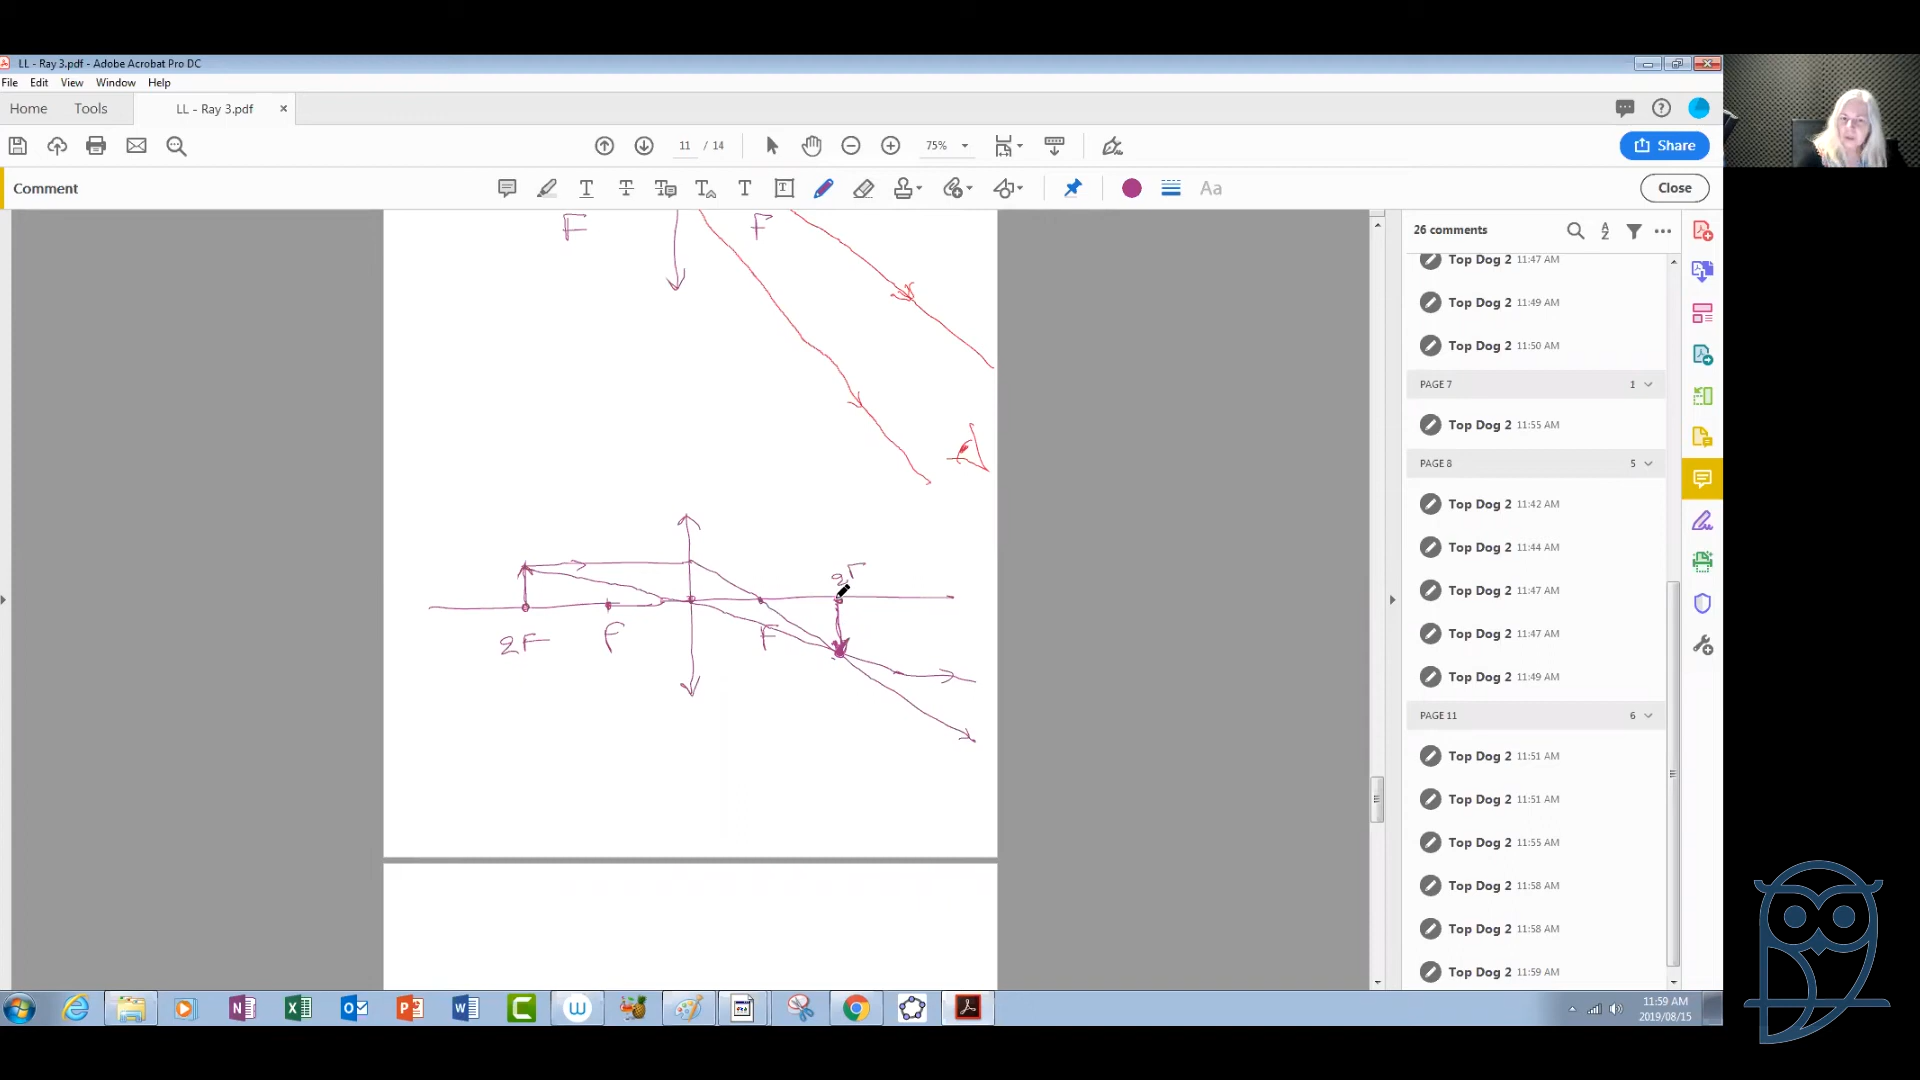 LL - Ray 3.pdf - Adobe Acrobat Pro DC
File Edit View Window Help
Home Tools LL - Ray 3.pdf
11 / 14 75% Share
Comment Aa Close
F F
26 comments
Top Dog 2 11:47 AM
Top Dog 2 11:49 AM
Top Dog 2 11:50 AM
PAGE 7 1
Top Dog 2 11:55 AM
PAGE 8 5
Top Dog 2 11:42 AM
Top Dog 2 11:44 AM
Top Dog 2 11:47 AM
Top Dog 2 11:47 AM
Top Dog 2 11:49 AM
PAGE 11 6
Top Dog 2 11:51 AM
Top Dog 2 11:51 AM
Top Dog 2 11:55 AM
Top Dog 2 11:58 AM
Top Dog 2 11:58 AM
Top Dog 2 11:59 AM
2F
2F F F
11:59 AM
2019/08/15